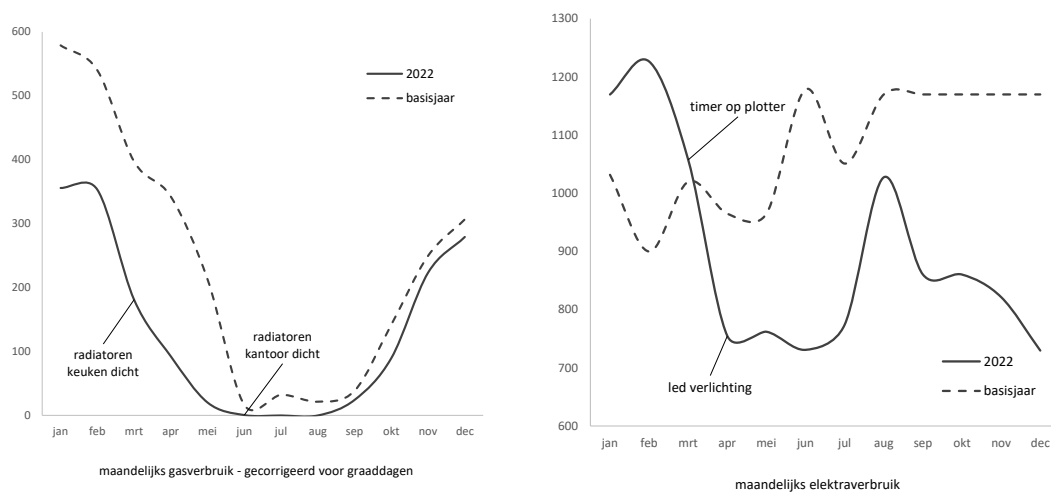 600
500
400
300
200
100
0
2022
basisjaar
radiatoren
keuken dicht
radiatoren
kantoor dicht
jan feb mrt apr mei jun jul aug sep okt nov dec
maandelijks gasverbruik - gecorrigeerd voor graaddagen
1300
1200
1100
1000
900
800
700
600
timer op plotter
led verlichting
2022
basisjaar
jan feb mrt apr mei jun jul aug sep okt nov dec
maandelijks elektraverbruik